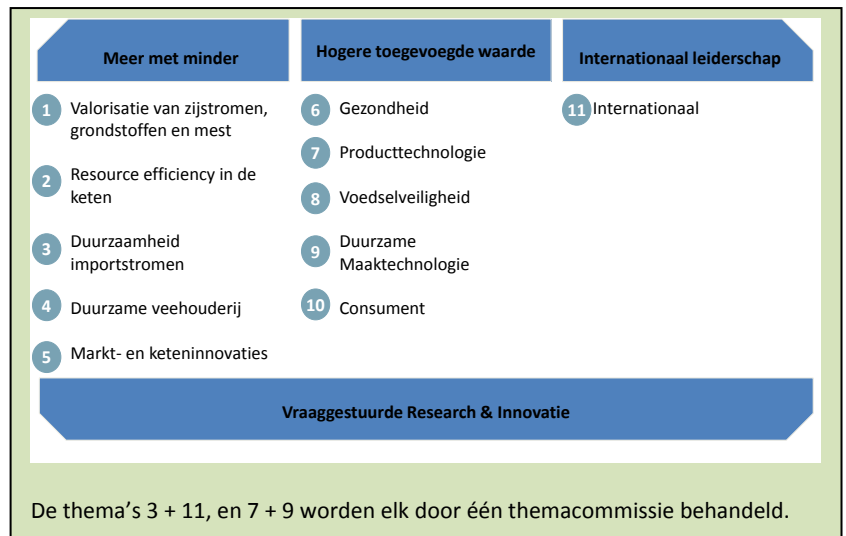 Meer met minder
1 Valorisatie van zijstromen,
grondstoffen en mest
2 Resource efficiency in de
keten
3 Duurzaamheid
importstromen
4 Duurzame veehouderij
5 Markt- en keteninnovaties
Hogere toegevoegde waarde
6 Gezondheid
7 Producttechnologie
8 Voedselveiligheid
9 Duurzame
Maaktechnologie
10 Consument
Internationaal leiderschap
11 Internationaal
Vraaggestuurde Research & Innovatie
De thema's 3 + 11, en 7 + 9 worden elk door één themacommissie behandeld.